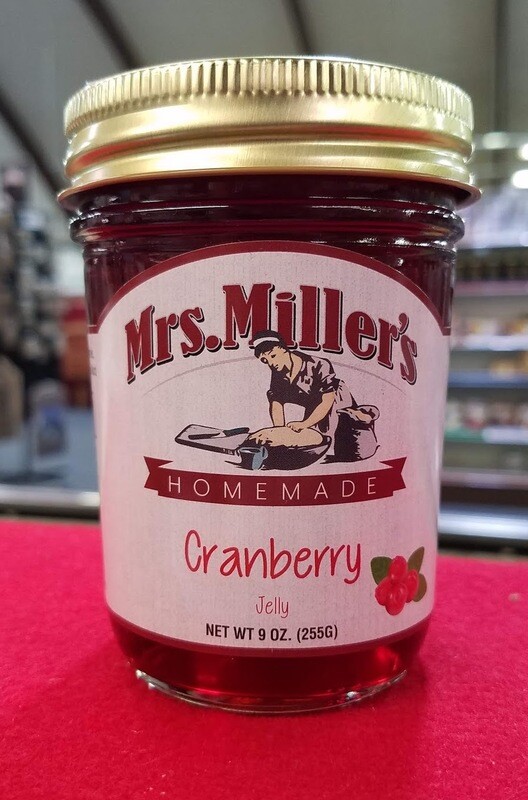 Mrs. Miller's
HOMEMADE
Cranberry
Jelly
NET WT 9 OZ. (255G)